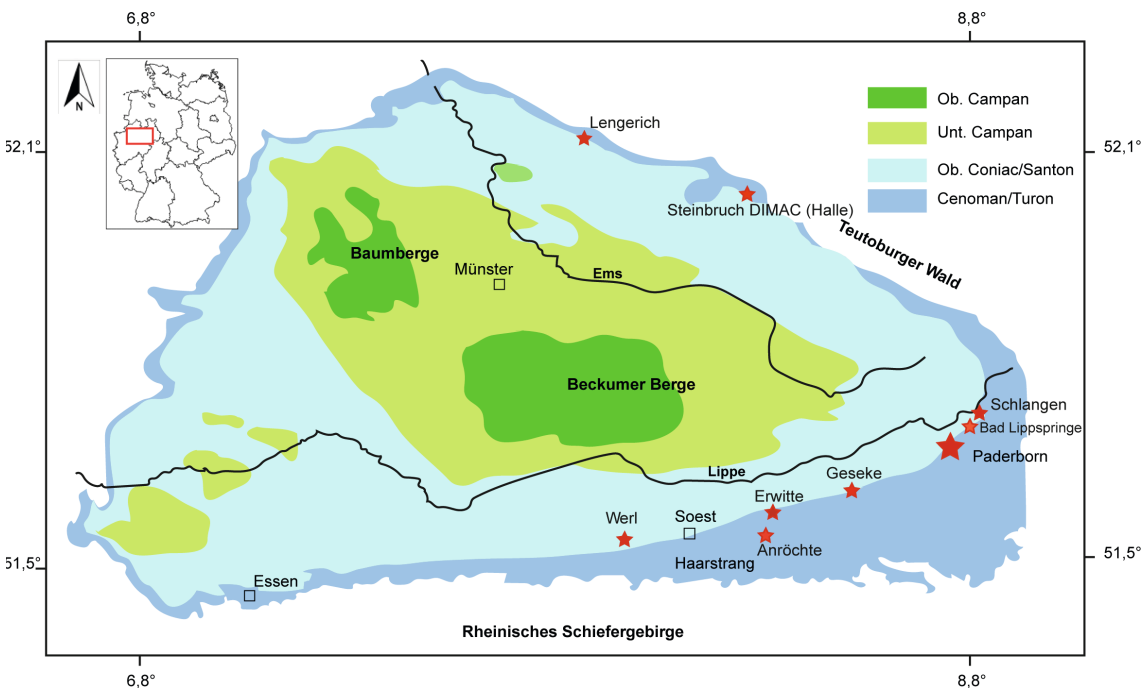 6,8°
8,8°
N
Ob. Campan
Lengerich
Unt. Campan
52,1°
52,1°
Ob. Coniac/Santon
Cenoman/Turon
Steinbruch DIMAC (Halle)
Teutoburger Wald
Baumberge
Münster
Ems
Beckumer Berge
Schlangen
Bad Lippspringe
Paderborn
Lippe
Geseke
Erwitte
Werl
Soest
Anröchte
51,5°
51,5°
Haarstrang
Essen
Rheinisches Schiefergebirge
6,8°
8,8°